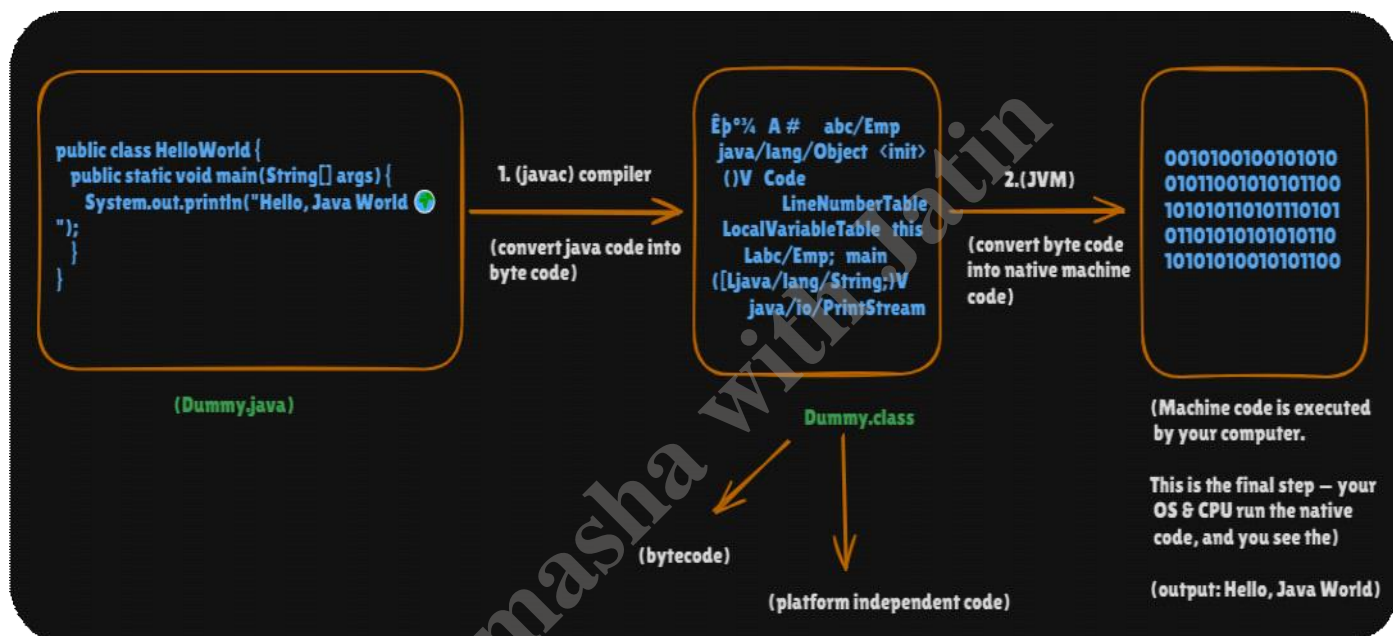 public class HelloWorld {
public static void main(String[] args) {
System.out.println("Hello, Java World 🌍
");
}
}
(Dummy.java)
1. (javac) compiler
(convert java code into
byte code)
Êþº¾ A # abc/Emp
java/lang/Object <init>
()V Code
LineNumberTable
LocalVariableTable this
Labc/Emp; main
([Ljava/lang/String;)V
java/io/PrintStream
Dummy.class
(bytecode)
(platform independent code)
2.(JVM)
(convert byte code
into native machine
code)
0010100100101010
01011001010101100
101010110101110101
01101010101010110
10101010010101100
(Machine code is executed
by your computer.
This is the final step – your
OS & CPU run the native
code, and you see the)
(output: Hello, Java World)
masha with Jatin